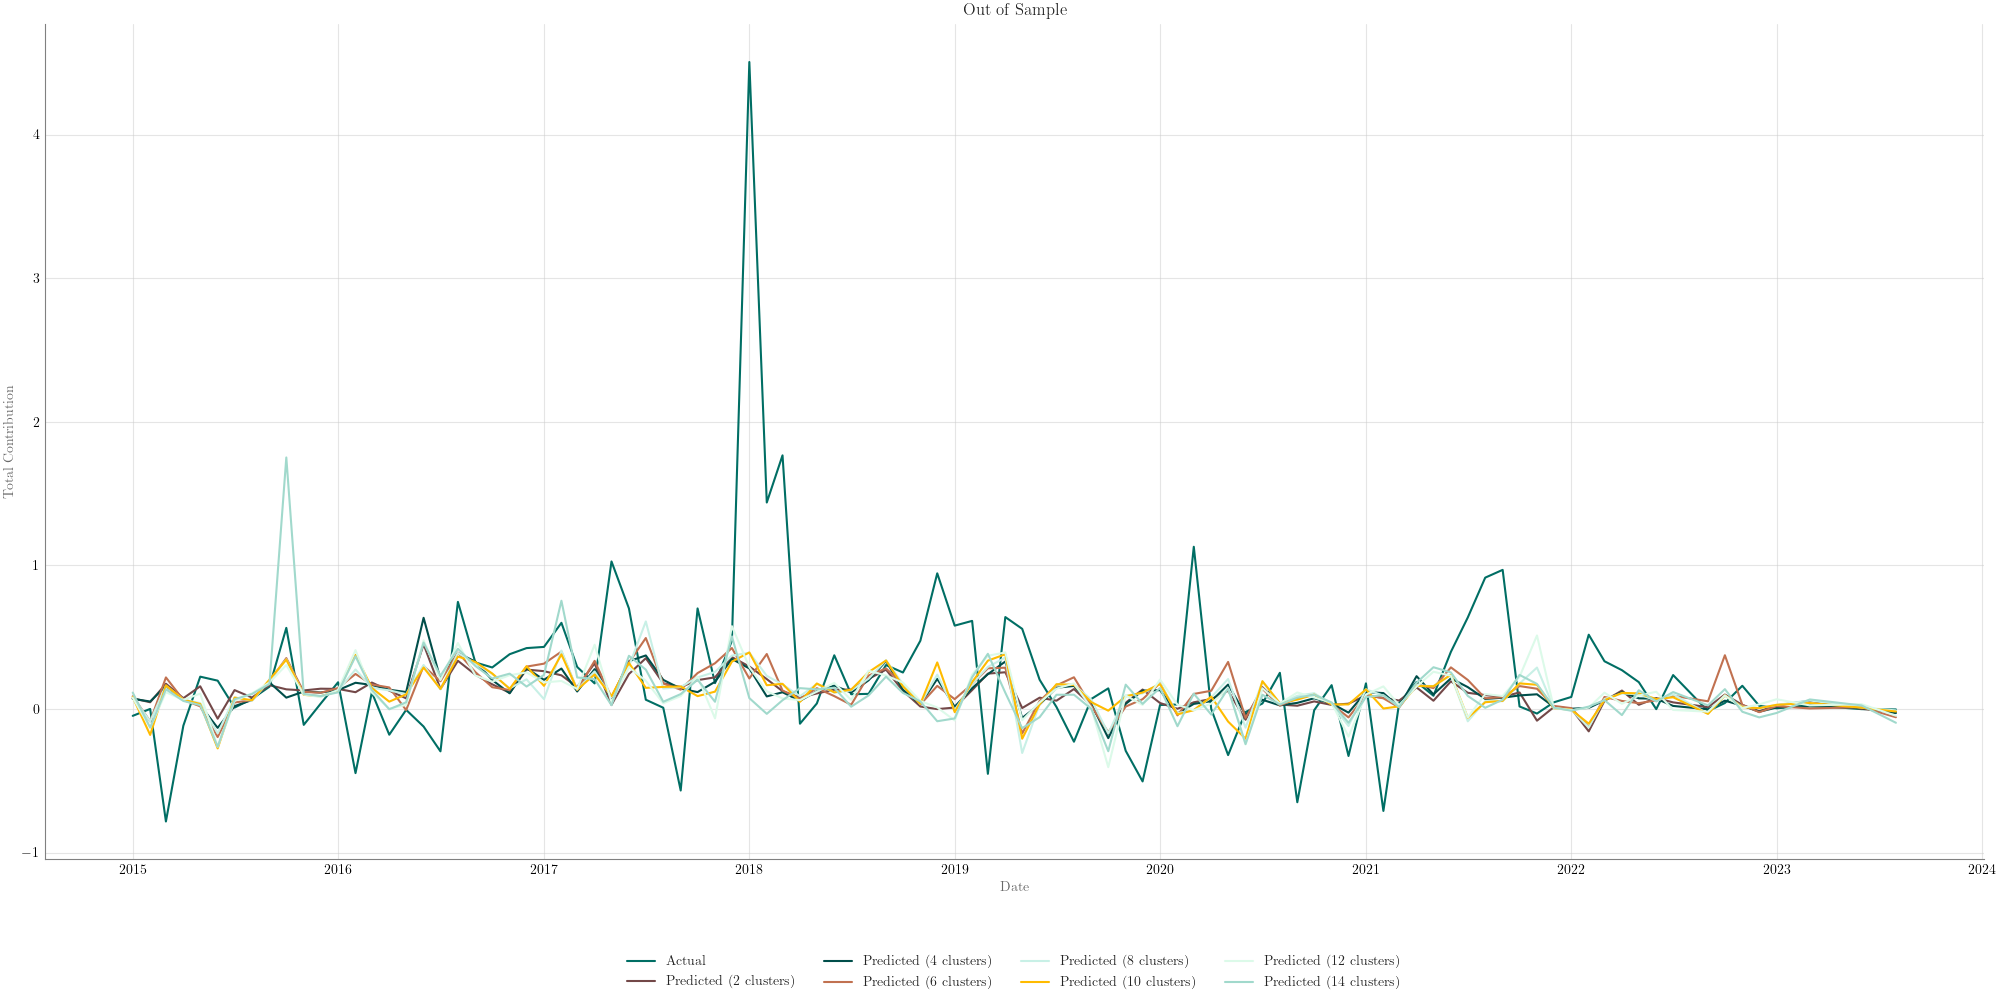 Out of Sample
Total Contribution
4
3
2
1
0
−1
2015 2016 2017 2018 2019 2020 2021 2022 2023 2024
Date
Actual Predicted (4 clusters) Predicted (8 clusters) Predicted (12 clusters)
Predicted (2 clusters) Predicted (6 clusters) Predicted (10 clusters) Predicted (14 clusters)